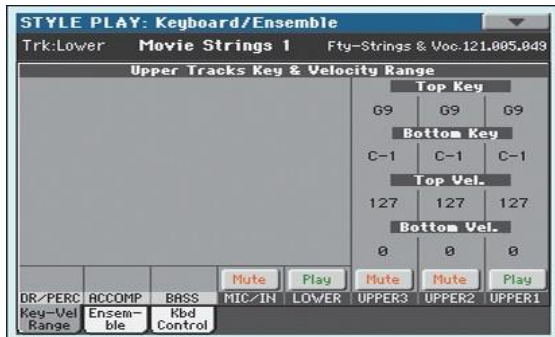 STYLE PLAY: Keyboard/Ensemble
Trk:Lower Movie Strings 1 Fty-Strings & Voc.121.005.049
Upper Tracks Key & Velocity Range
Top Key
G9 G9 G9
Bottom Key
C-1 C-1 C-1
Top Vel.
127 127 127
Bottom Vel.
0 0 0
Mute Play Mute Mute Play
DR/PERC ACCOMP BASS MIC/IN LOWER UPPER3 UPPER2 UPPER1
Key-Vel Ensem- Kbd
Range ble Control